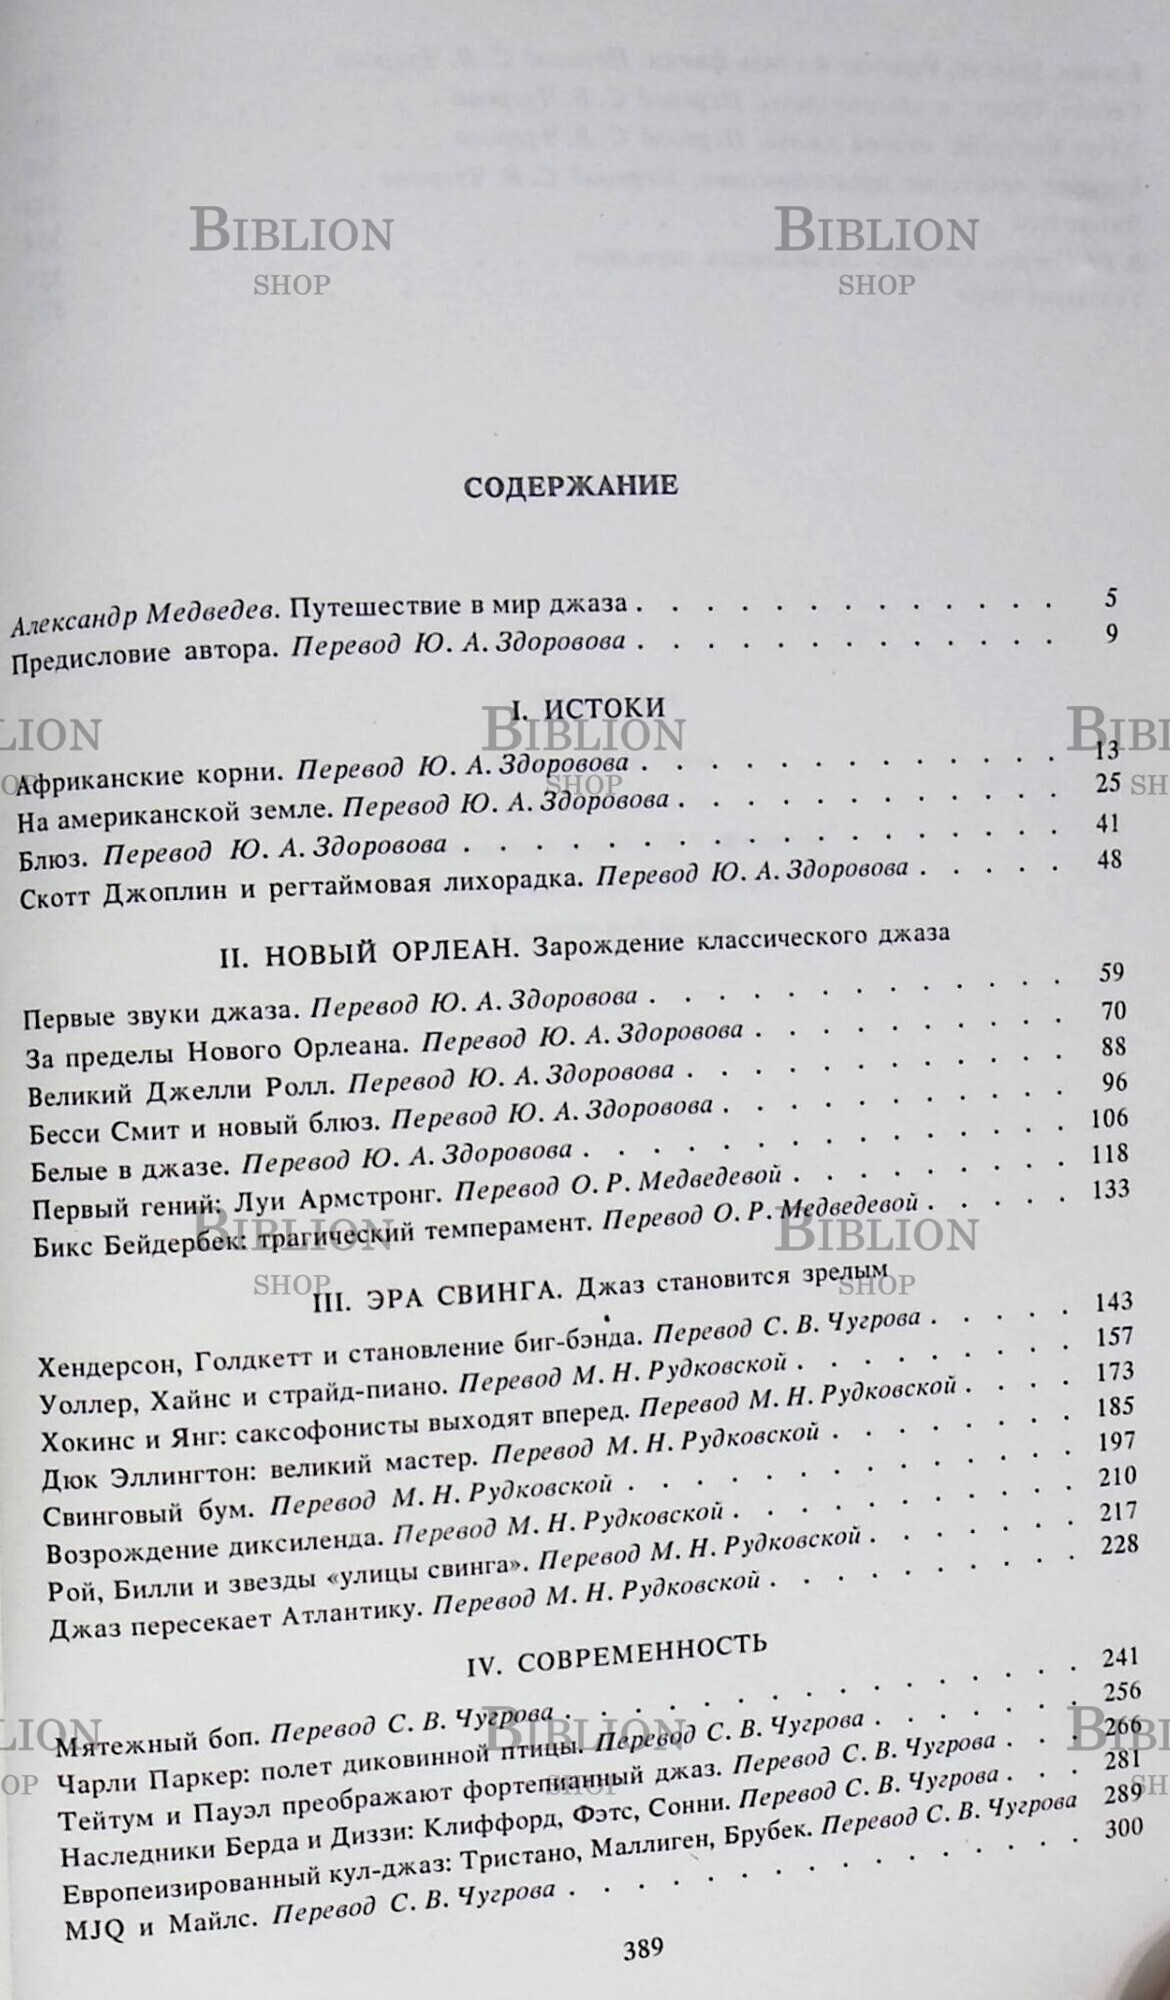 СОДЕРЖАНИЕ
Александр Медведев. Путешествие в мир джаза . . . . . . . . . . . . . 5
Предисловие автора. Перевод Ю. А. Здоровова . . . . . . . . . . . . . 9
I. ИСТОКИ
Африканские корни. Перевод Ю. А. Здоровова . . . . . . . . . . . . . 13
На американской земле. Перевод Ю. А. Здоровова . . . . . . . . . . . . 25
Блюз. Перевод Ю. А. Здоровова . . . . . . . . . . . . . . . . . 41
Скотт Джоплин и регтаймовая лихорадка. Перевод Ю. А. Здоровова . . . . . 48
II. НОВЫЙ ОРЛЕАН. Зарождение классического джаза
Первые звуки джаза. Перевод Ю. А. Здоровова . . . . . . . . . . . . . 59
За пределы Нового Орлеана. Перевод Ю. А. Здоровова . . . . . . . . . . 70
Великий Джелли Ролл. Перевод Ю. А. Здоровова . . . . . . . . . . . . 88
Бесси Смит и новый блюз. Перевод Ю. А. Здоровова . . . . . . . . . . . 96
Белые в джазе. Перевод Ю. А. Здоровова . . . . . . . . . . . . . . 106
Первый гений: Луи Армстронг. Перевод О. Р. Медведевой . . . . . . . . . 118
Бикс Бейдербек: трагический темперамент. Перевод О. Р. Медведевой . . . . . 133
III. ЭРА СВИНГА. Джаз становится зрелым
Хендерсон, Голдкетт и становление биг-бэнда. Перевод С. В. Чугрова . . . . . 143
Уоллер, Хайнс и страйд-пиано. Перевод М. Н. Рудковской . . . . . . . . . 157
Хокинс и Янг: саксофонисты выходят вперед. Перевод М. Н. Рудковской . . . . 173
Дюк Эллингтон: великий мастер. Перевод М. Н. Рудковской . . . . . . . . 185
Свинговый бум. Перевод М. Н. Рудковской . . . . . . . . . . . . . 197
Возрождение диксиленда. Перевод М. Н. Рудковской . . . . . . . . . . . 210
Рой, Билли и звезды «улицы свинга». Перевод М. Н. Рудковской . . . . . . . 217
Джаз пересекает Атлантику. Перевод М. Н. Рудковской . . . . . . . . . . 228
IV. СОВРЕМЕННОСТЬ
Мятежный боп. Перевод С. В. Чугрова . . . . . . . . . . . . . . . 241
Чарли Паркер: полет диковинной птицы. Перевод С. В. Чугрова . . . . . . . 256
Тейтум и Пауэл преображают фортепианный джаз. Перевод С. В. Чугрова . . . 266
Наследники Берда и Диззи: Клиффорд, Фэтс, Сонни. Перевод С. В. Чугрова . . . 281
Европеизированный кул-джаз: Тристано, Маллиген, Брубек. Перевод С. В. Чугрова 289
MJQ и Майлс. Перевод С. В. Чугрова . . . . . . . . . . . . . . . 300
389